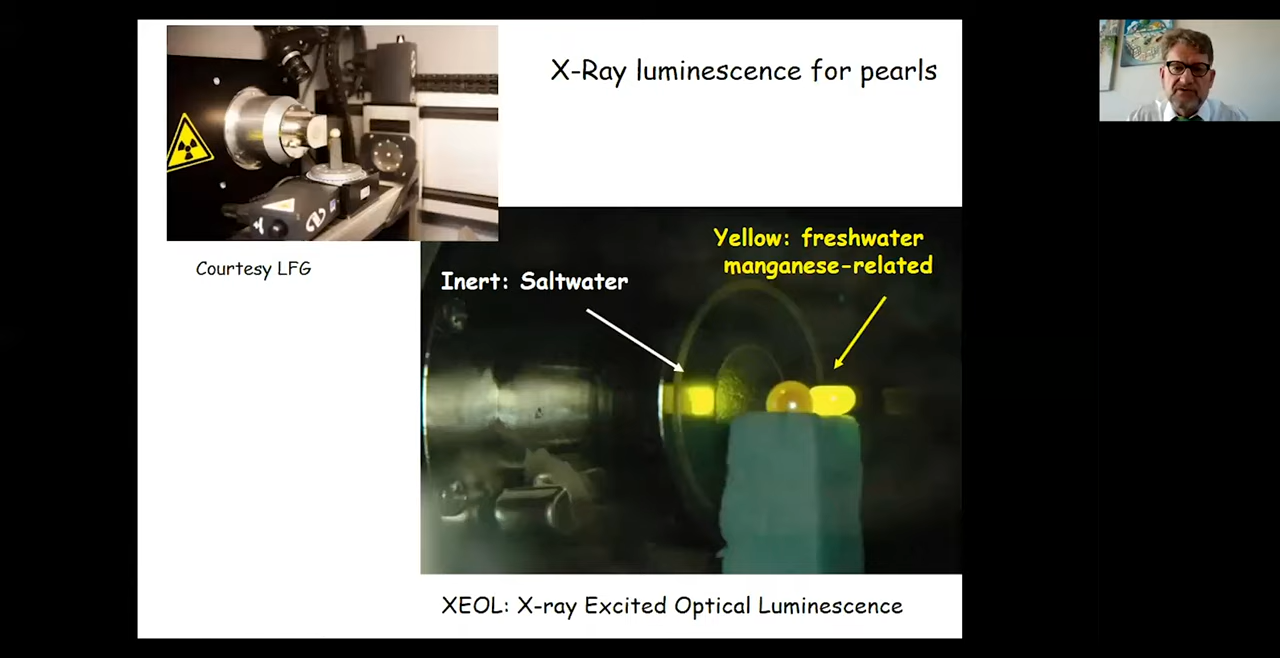 X-Ray luminescence for pearls
Courtesy LFG
Yellow: freshwater
manganese-related
Inert: Saltwater
XEOL: X-ray Excited Optical Luminescence